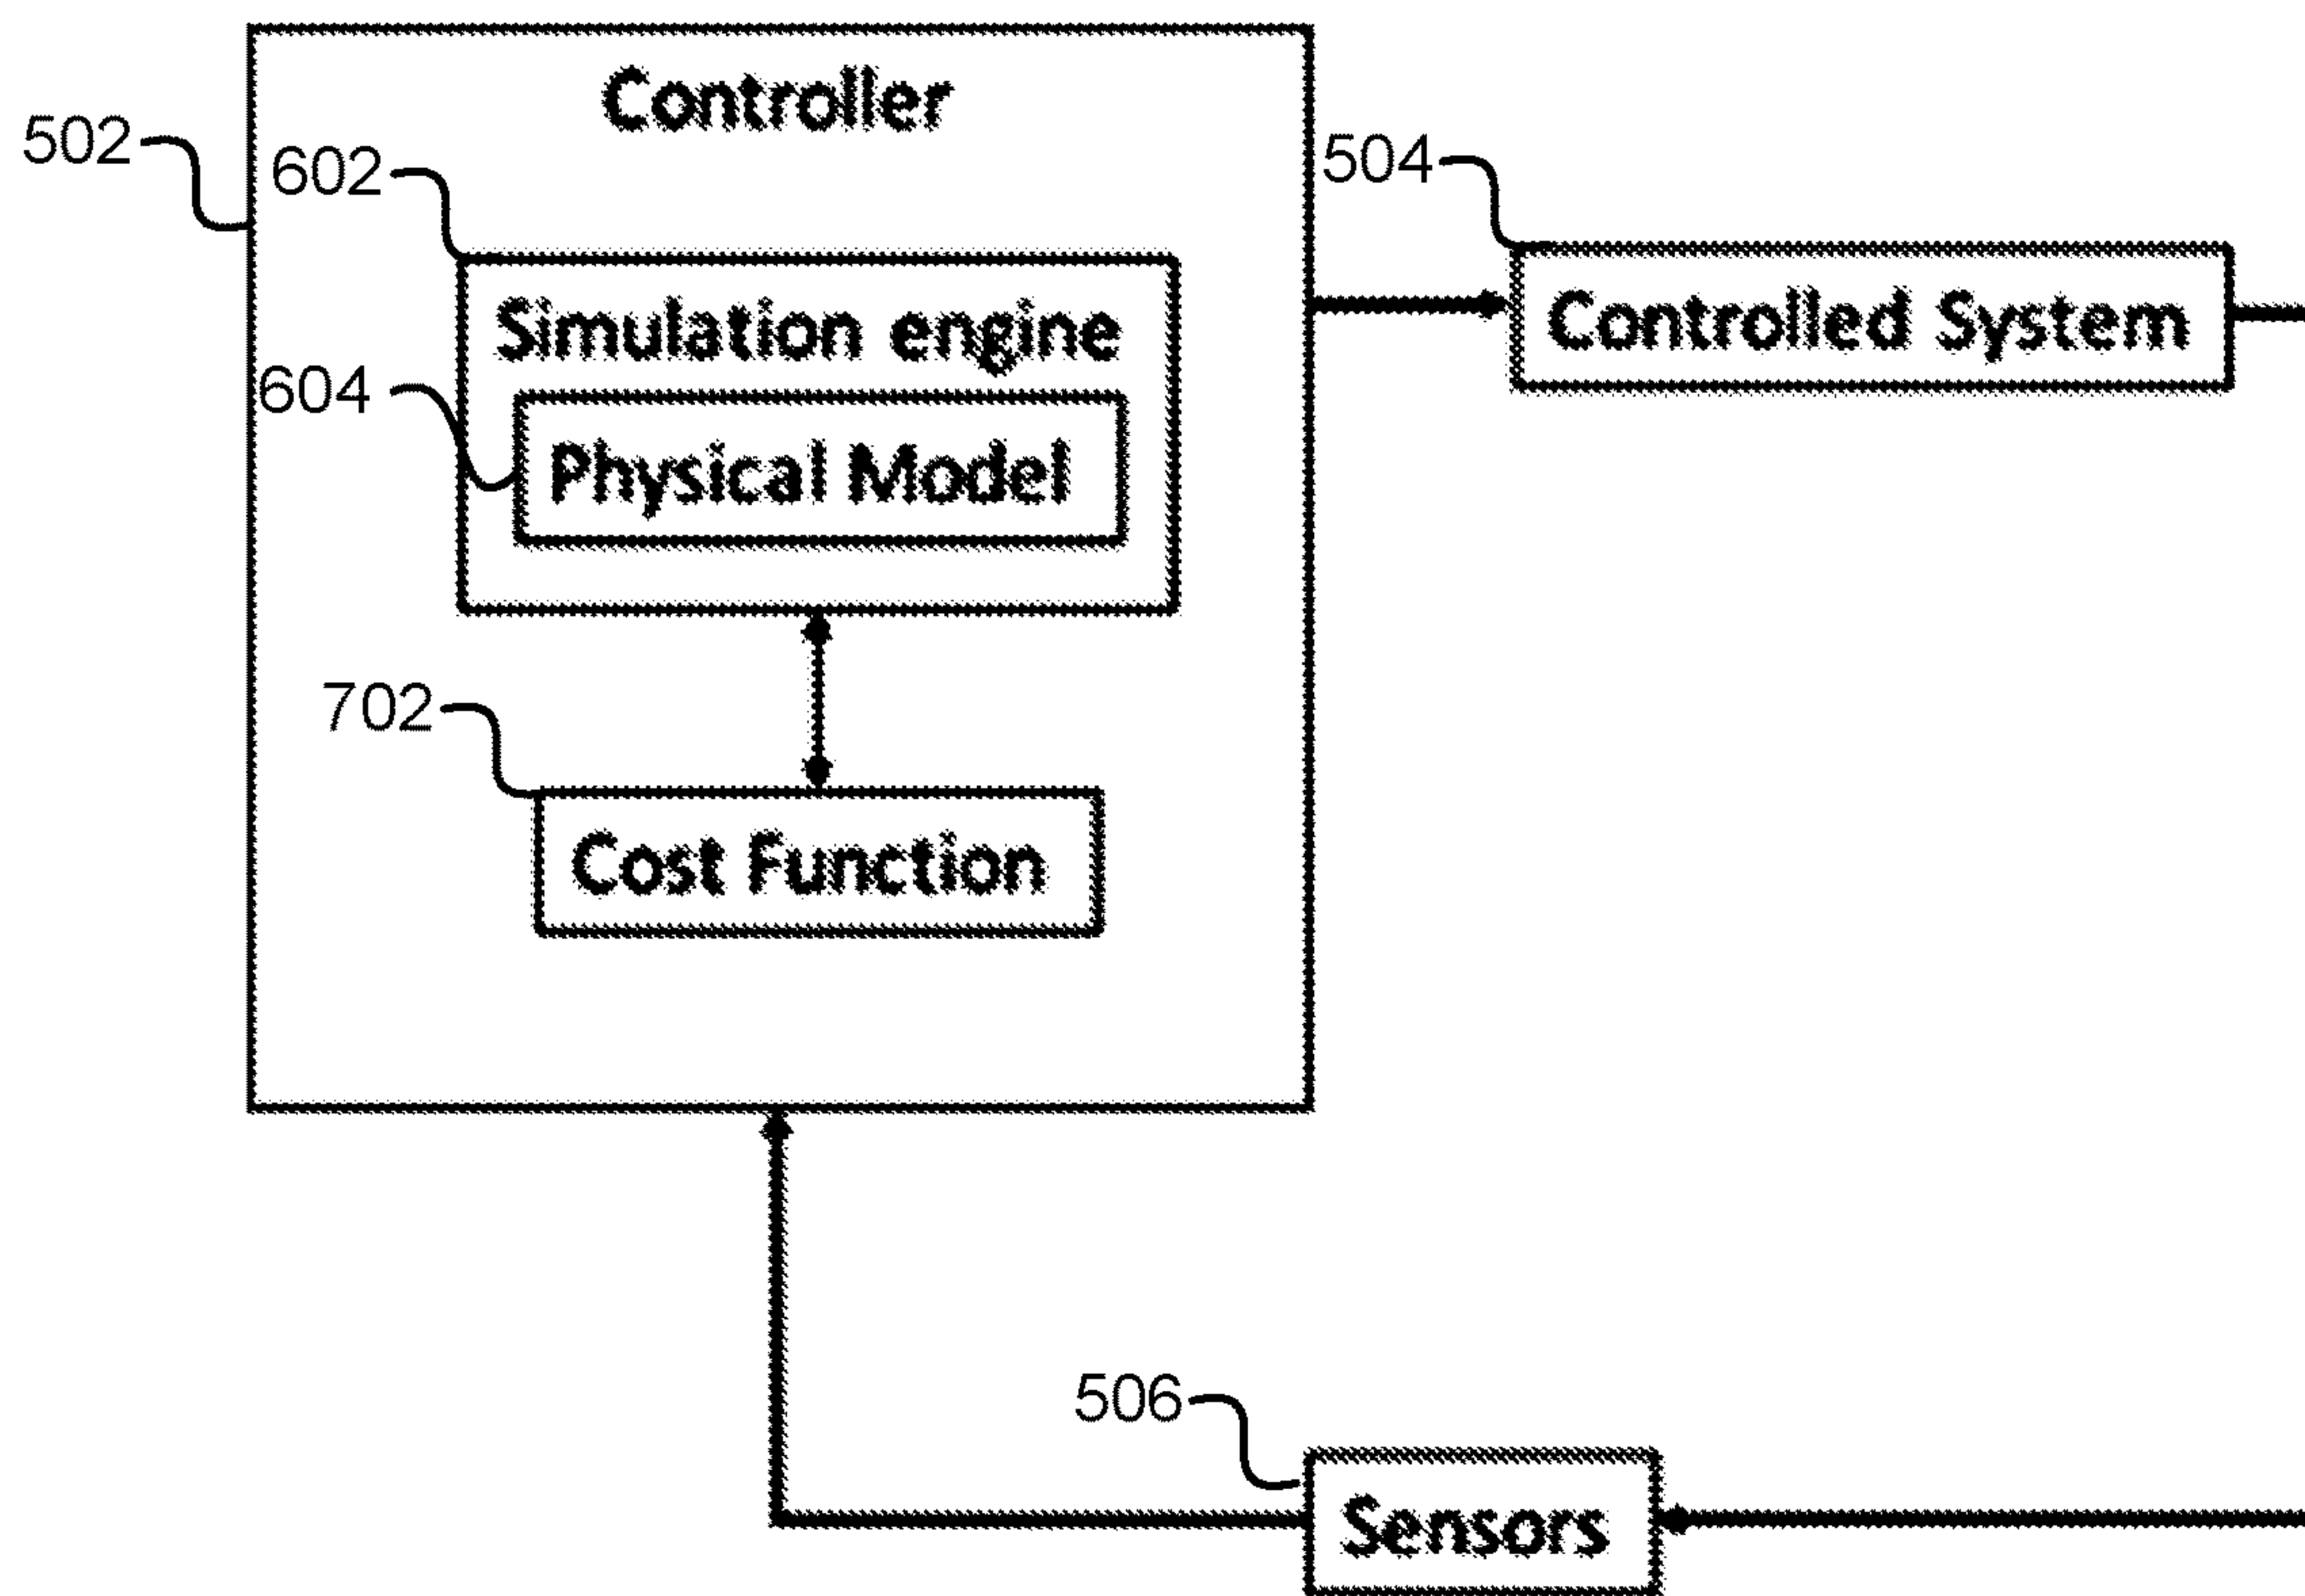 Controller
502
602
504
Simulation engine
Controlled System
604
Physical Model
702
Cost Function
506
Sensors